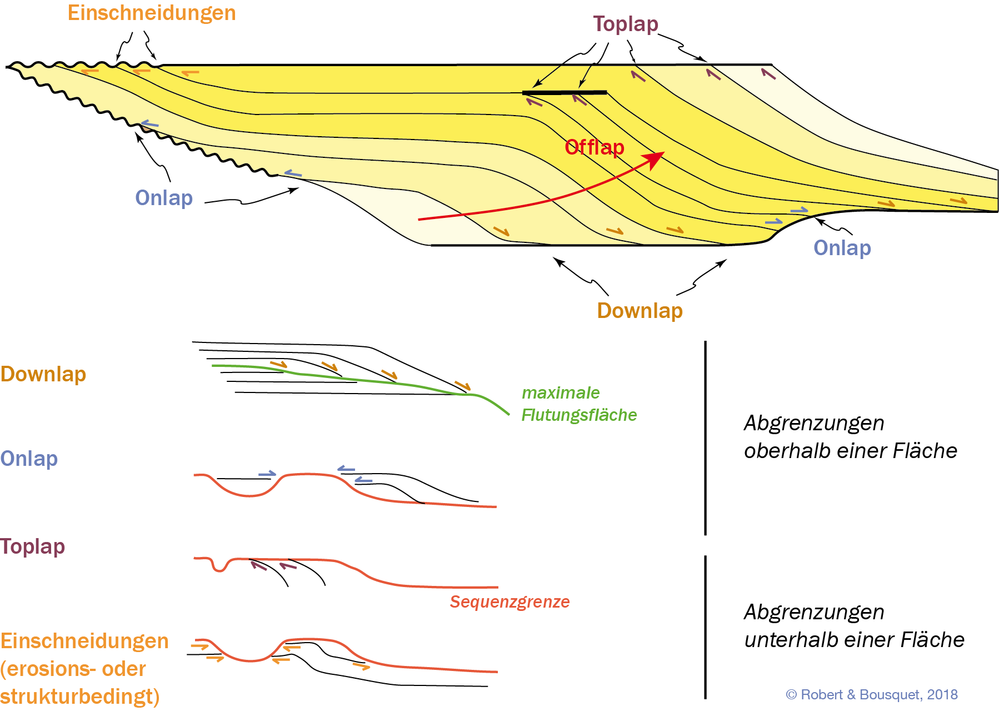 Einschneidungen
Toplap
Offlap
Onlap
Onlap
Downlap
Downlap
maximale
Flutungsfläche
Abgrenzungen
oberhalb einer Fläche
Onlap
Toplap
Sequenzgrenze
Abgrenzungen
unterhalb einer Fläche
Einschneidungen
(erosions- oder
strukturbedingt)
© Robert & Bousquet, 2018